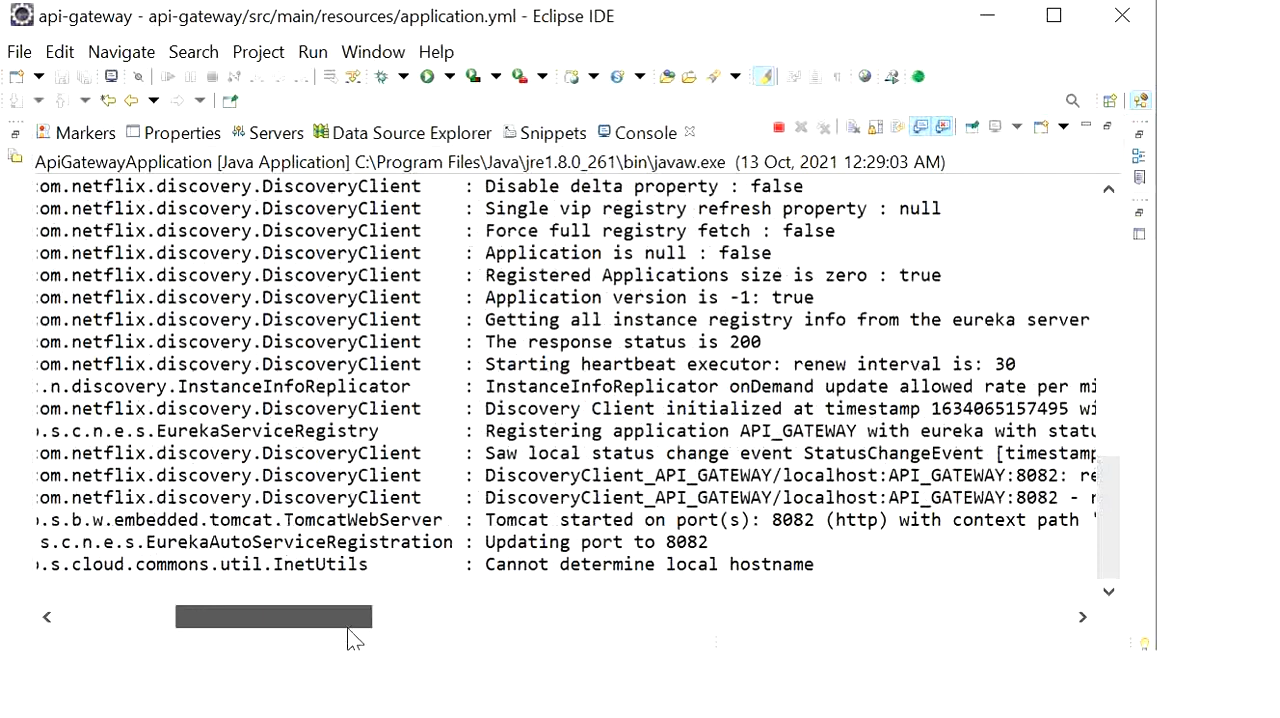 api-gateway - api-gateway/src/main/resources/application.yml - Eclipse IDE
File Edit Navigate Search Project Run Window Help
Markers Properties Servers Data Source Explorer Snippets Console
ApiGatewayApplication [Java Application] C:\Program Files\Java\jre1.8.0_261\bin\javaw.exe (13 Oct, 2021 12:29:03 AM)
om.netflix.discovery.DiscoveryClient : Disable delta property : false
om.netflix.discovery.DiscoveryClient : Single vip registry refresh property : null
om.netflix.discovery.DiscoveryClient : Force full registry fetch : false
om.netflix.discovery.DiscoveryClient : Application is null : false
om.netflix.discovery.DiscoveryClient : Registered Applications size is zero : true
om.netflix.discovery.DiscoveryClient : Application version is -1: true
om.netflix.discovery.DiscoveryClient : Getting all instance registry info from the eureka server
om.netflix.discovery.DiscoveryClient : The response status is 200
om.netflix.discovery.DiscoveryClient : Starting heartbeat executor: renew interval is: 30
.n.discovery.InstanceInfoReplicator : InstanceInfoReplicator onDemand update allowed rate per mi
om.netflix.discovery.DiscoveryClient : Discovery Client initialized at timestamp 1634065157495 wi
.s.c.n.e.s.EurekaServiceRegistry : Registering application API_GATEWAY with eureka with statu
om.netflix.discovery.DiscoveryClient : Saw local status change event StatusChangeEvent [timestamp
om.netflix.discovery.DiscoveryClient : DiscoveryClient_API_GATEWAY/localhost:API_GATEWAY:8082: re
om.netflix.discovery.DiscoveryClient : DiscoveryClient_API_GATEWAY/localhost:API_GATEWAY:8082 - r
.s.b.w.embedded.tomcat.TomcatWebServer : Tomcat started on port(s): 8082 (http) with context path '
s.c.n.e.s.EurekaAutoServiceRegistration : Updating port to 8082
.s.cloud.commons.util.InetUtils : Cannot determine local hostname